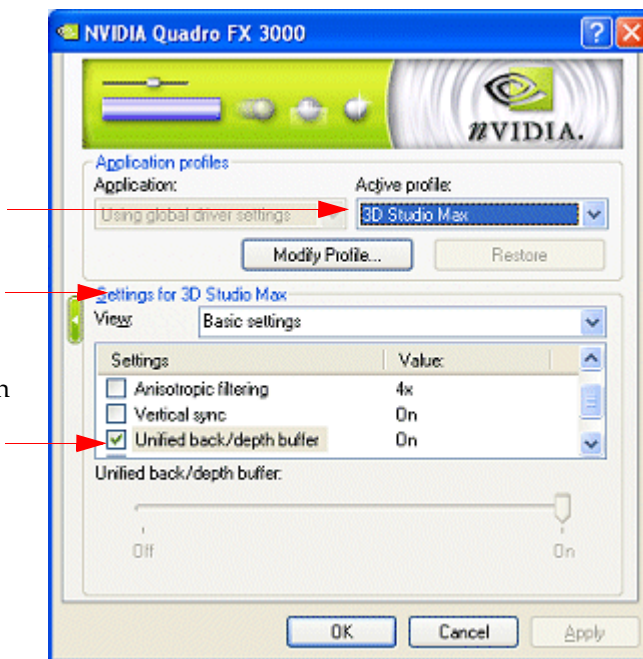 NVIDIA Quadro FX 3000
nVIDIA.
Application profiles
Application:
Active profile:
Using global driver settings
3D Studio Max
Modify Profile...
Restore
Settings for 3D Studio Max
View:
Basic settings
Settings
Value:
Anisotropic filtering
4x
Vertical sync
On
n
Unified back/depth buffer
On
Unified back/depth buffer:
Off
On
OK
Cancel
Apply